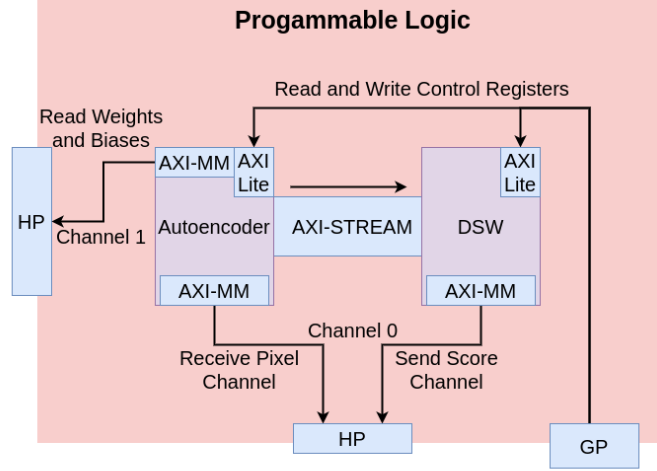 Progammable Logic
Read and Write Control Registers
Read Weights
and Biases
AXI-MM
AXI
Lite
AXI
Lite
HP
Channel 1
Autoencoder
AXI-STREAM
DSW
AXI-MM
AXI-MM
Channel 0
Receive Pixel
Channel
Send Score
Channel
HP
GP